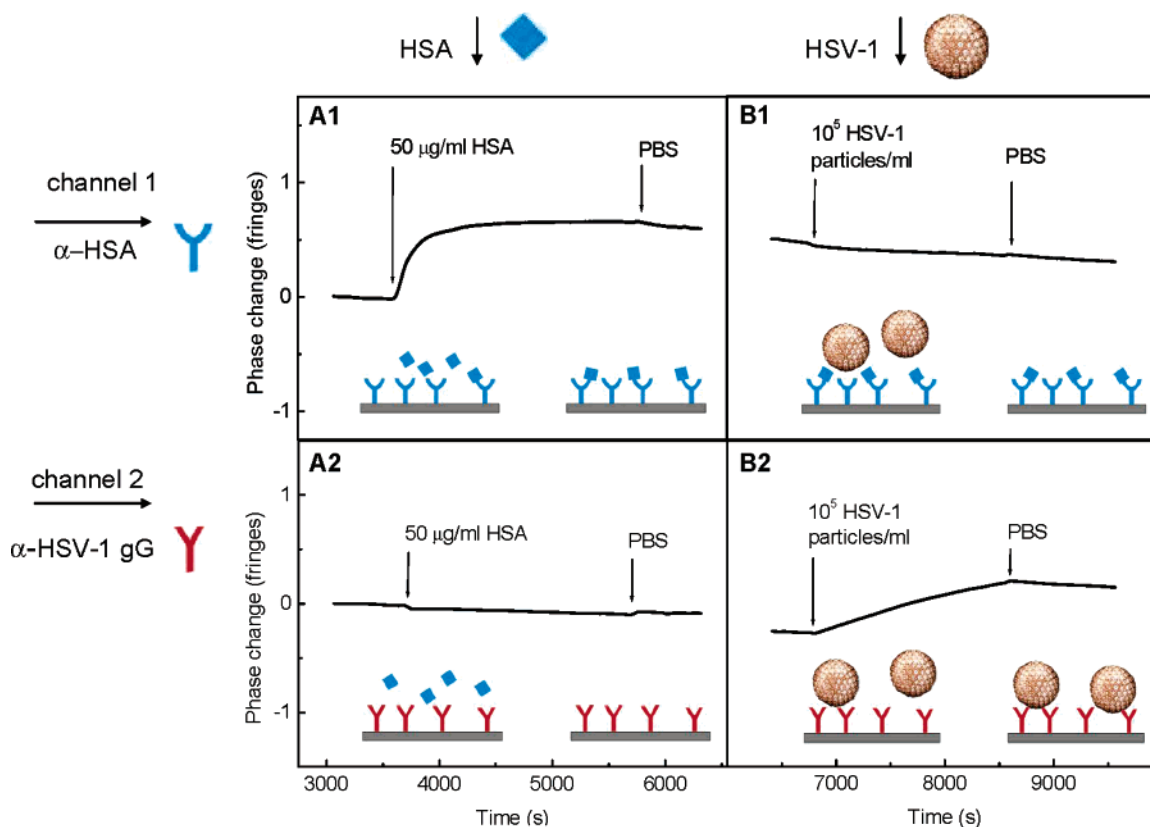 HSA
HSV-1
channel 1
α–HSA
channel 2
α-HSV-1 gG
A1
50 μg/ml HSA
PBS
Phase change (fringes)
1
0
-1
B1
10⁵ HSV-1
particles/ml
PBS
A2
50 μg/ml HSA
PBS
Phase change (fringes)
1
0
-1
3000 4000 5000 6000
Time (s)
B2
10⁵ HSV-1
particles/ml
PBS
7000 8000 9000
Time (s)